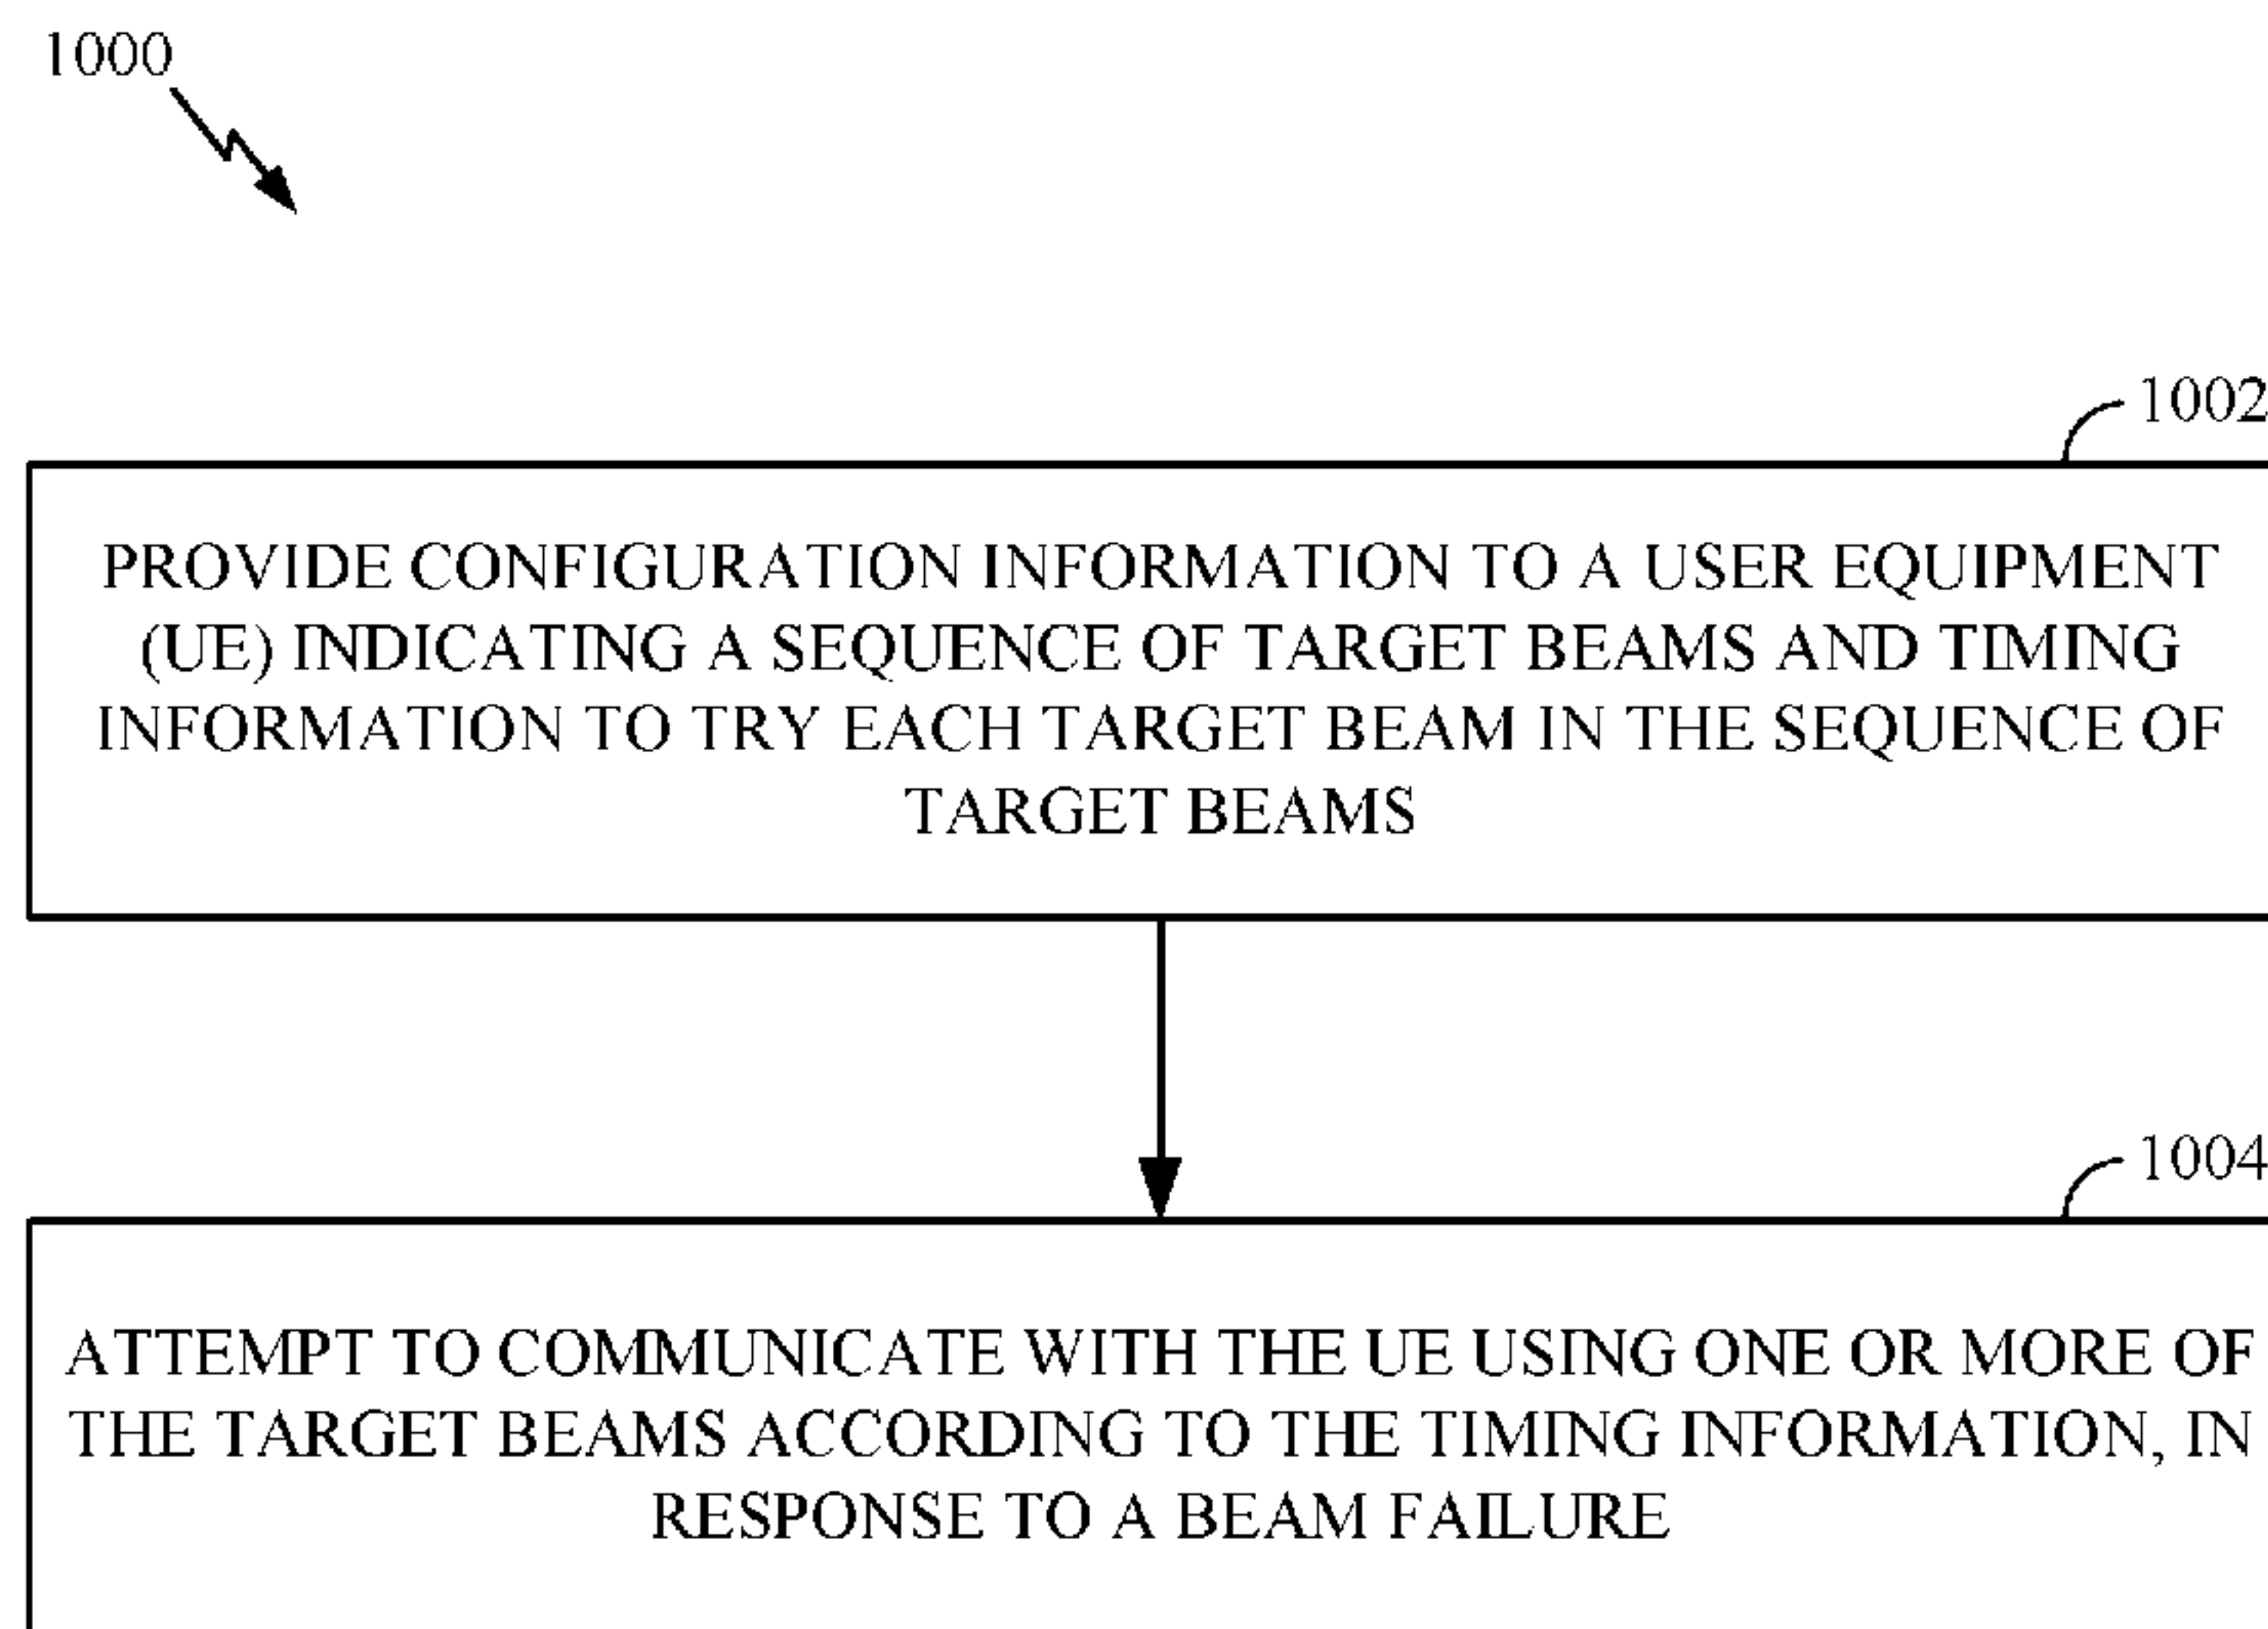 1000
1002
PROVIDE CONFIGURATION INFORMATION TO A USER EQUIPMENT
(UE) INDICATING A SEQUENCE OF TARGET BEAMS AND TIMING
INFORMATION TO TRY EACH TARGET BEAM IN THE SEQUENCE OF
TARGET BEAMS
1004
ATTEMPT TO COMMUNICATE WITH THE UE USING ONE OR MORE OF
THE TARGET BEAMS ACCORDING TO THE TIMING INFORMATION, IN
RESPONSE TO A BEAM FAILURE